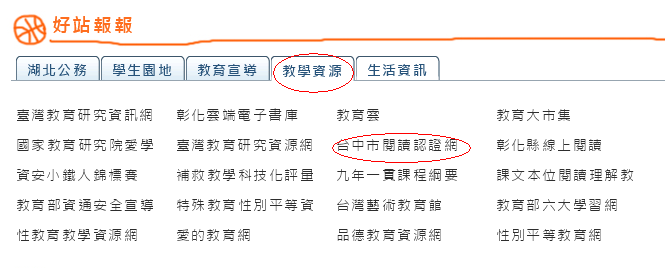 好站報報
湖北公務 學生園地 教育宣導 教學資源 生活資訊
臺灣教育研究資訊網 彰化雲端電子書庫 教育雲 教育大市集
國家教育研究院愛學 臺灣教育研究資源網 台中市閱讀認證網 彰化縣線上閱讀
資安小鐵人錦標賽 補救教學科技化評量 九年一貫課程綱要 課文本位閱讀理解教
教育部資通安全宣導 特殊教育性別平等資 台灣藝術教育館 教育部六大學習網
性教育教學資源網 愛的教育網 品德教育資源網 性別平等教育網